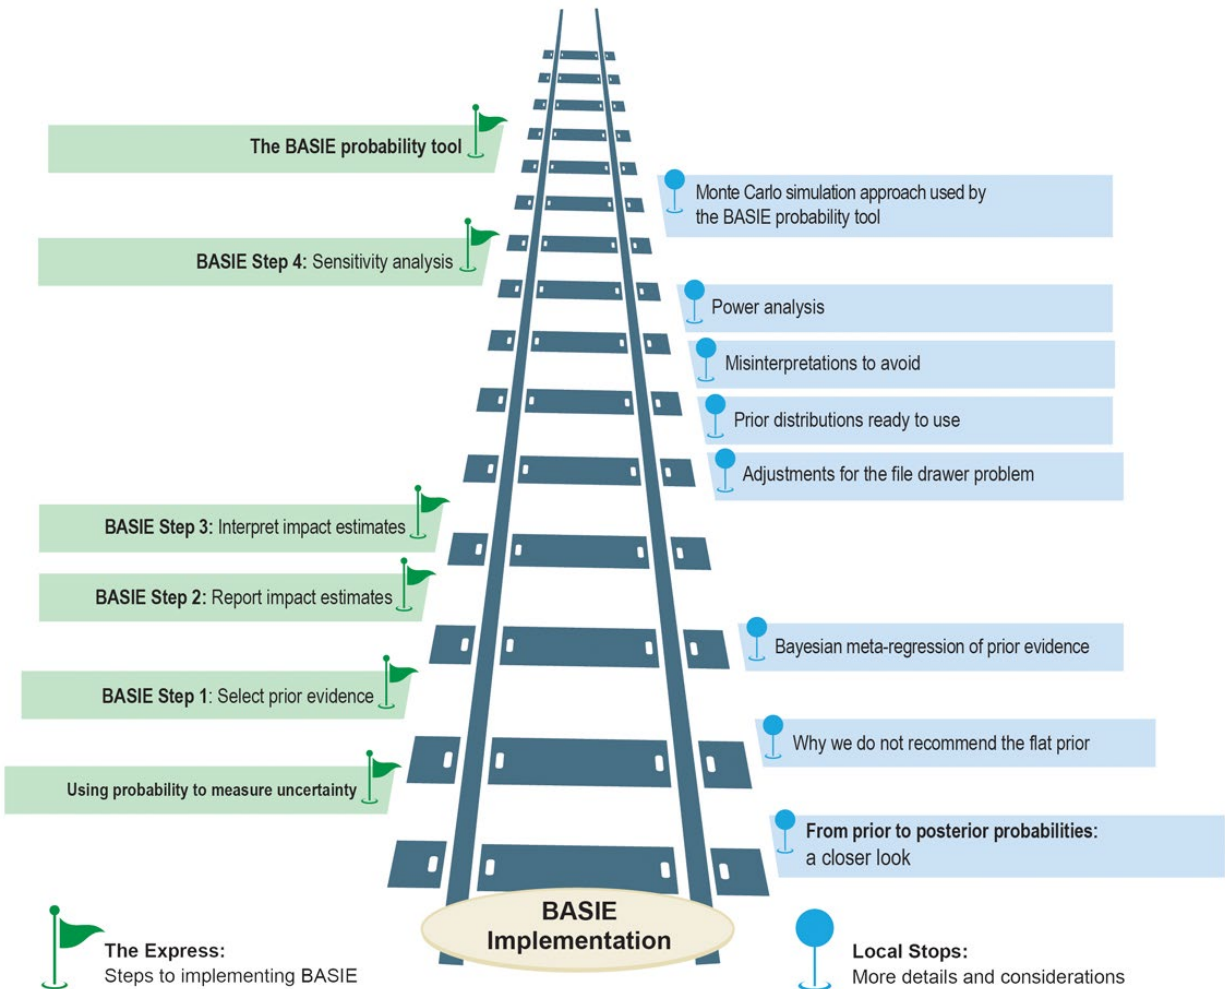 The BASIE probability tool
Monte Carlo simulation approach used by
the BASIE probability tool
BASIE Step 4: Sensitivity analysis
Power analysis
Misinterpretations to avoid
Prior distributions ready to use
Adjustments for the file drawer problem
BASIE Step 3: Interpret impact estimates
BASIE Step 2: Report impact estimates
Bayesian meta-regression of prior evidence
BASIE Step 1: Select prior evidence
Why we do not recommend the flat prior
Using probability to measure uncertainty
From prior to posterior probabilities:
a closer look
BASIE
Implementation
The Express:
Steps to implementing BASIE
Local Stops:
More details and considerations